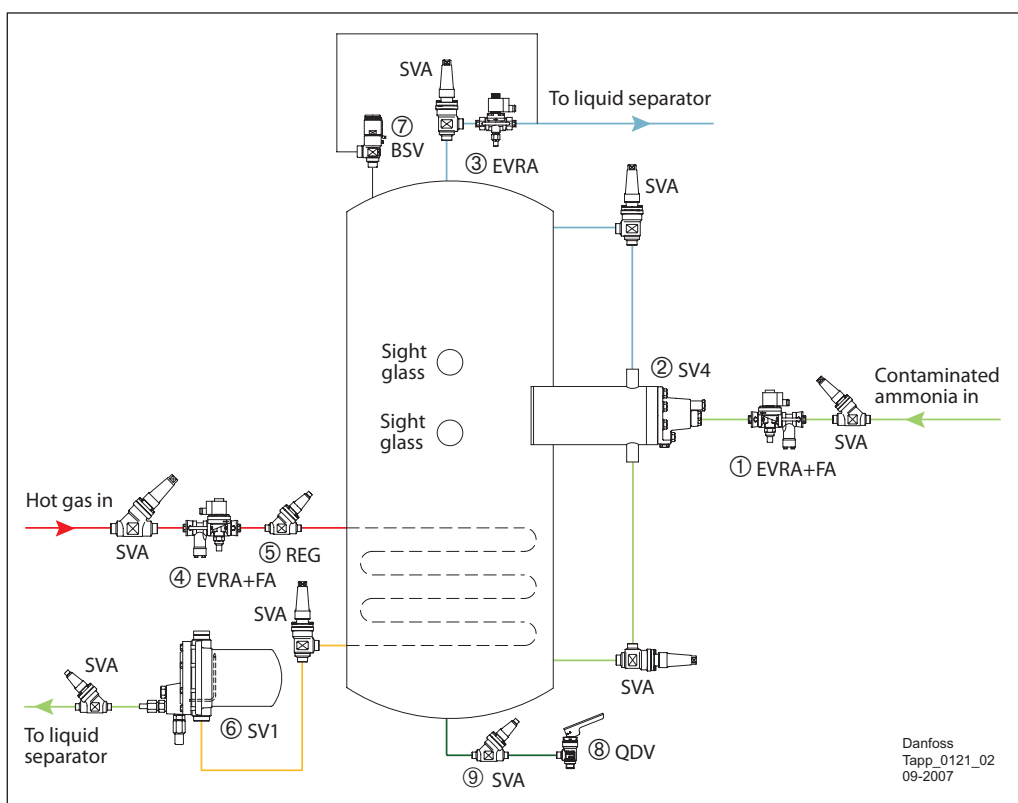 SVA
To liquid separator
⑦
BSV
③ EVRA
SVA
Sight
glass
② SV4
Contaminated
ammonia in
Sight
glass
SVA
① EVRA+FA
Hot gas in
SVA
⑤ REG
④ EVRA+FA
SVA
SVA
SVA
⑥ SV1
To liquid
separator
⑧ QDV
⑨ SVA
Danfoss
Tapp_0121_02
09-2007